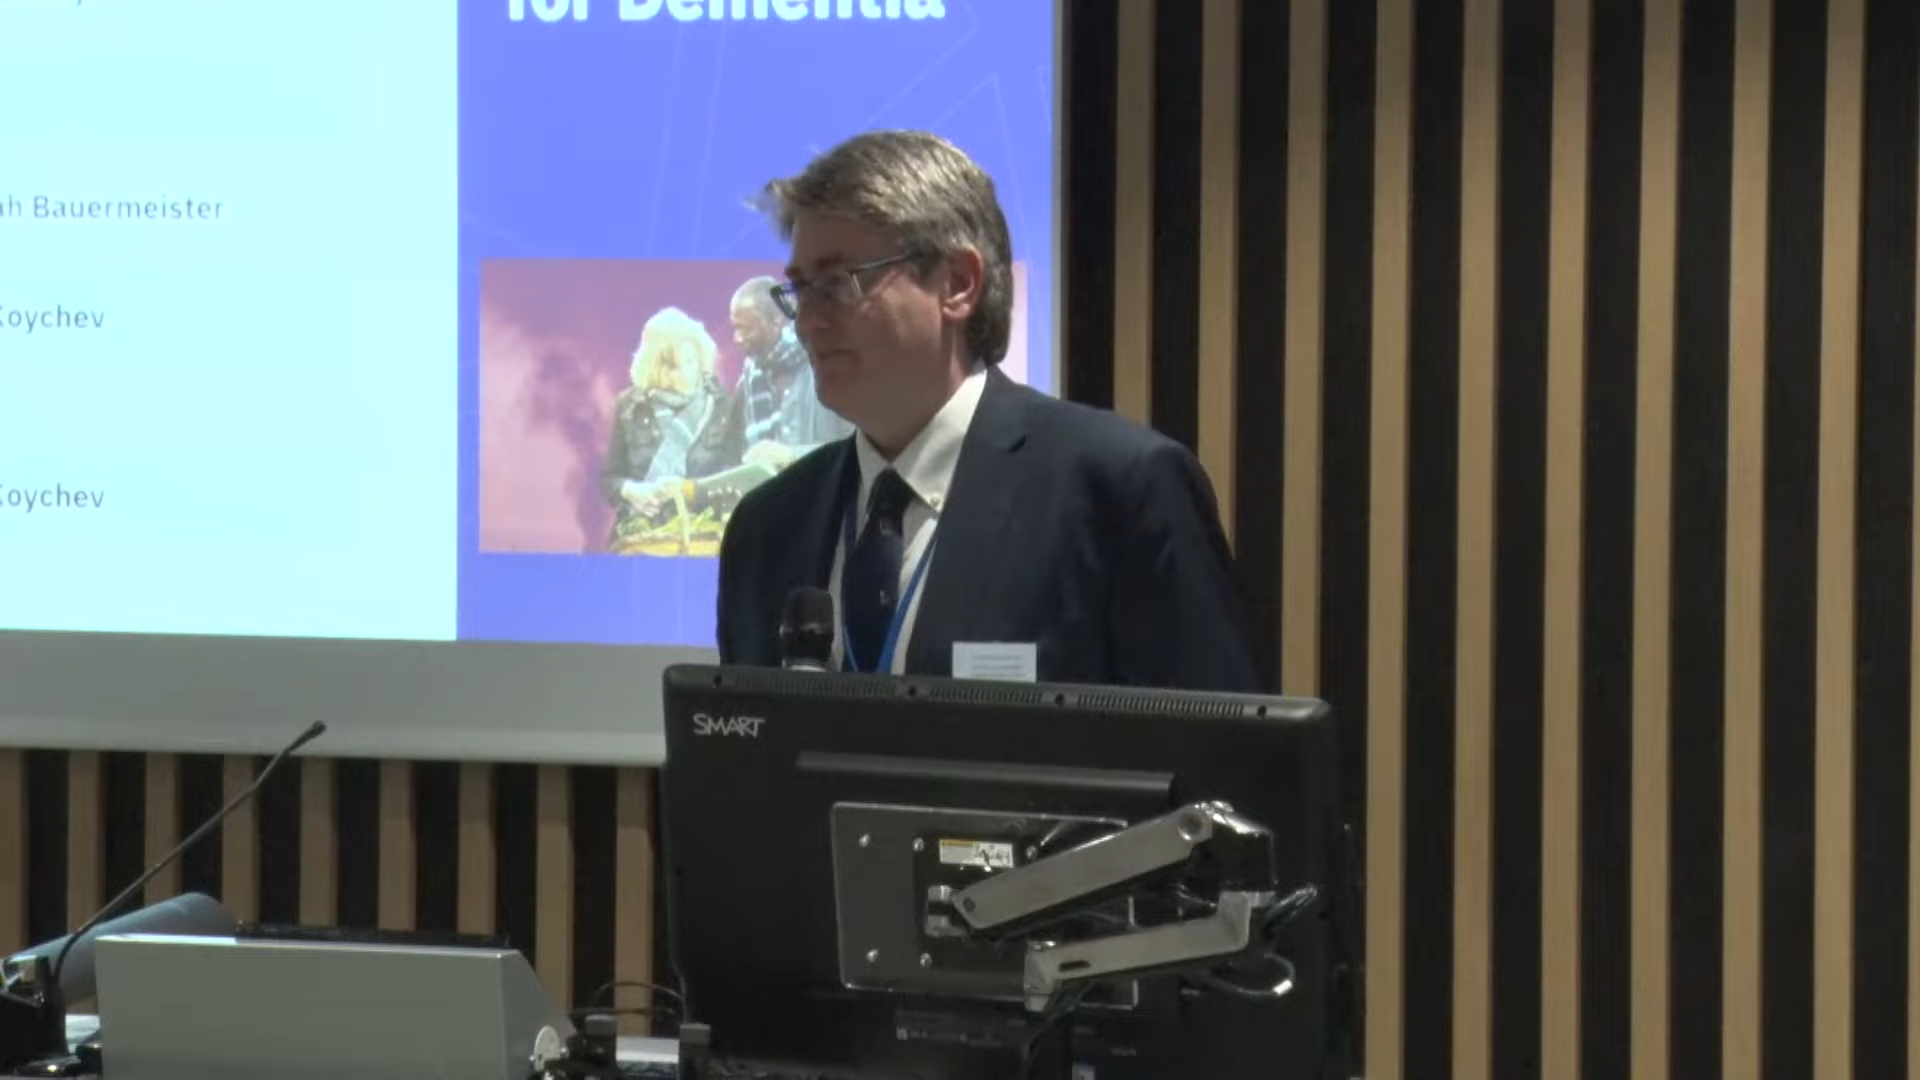 for Dementia
ah Bauermeister
Koychev
Koychev
SMART